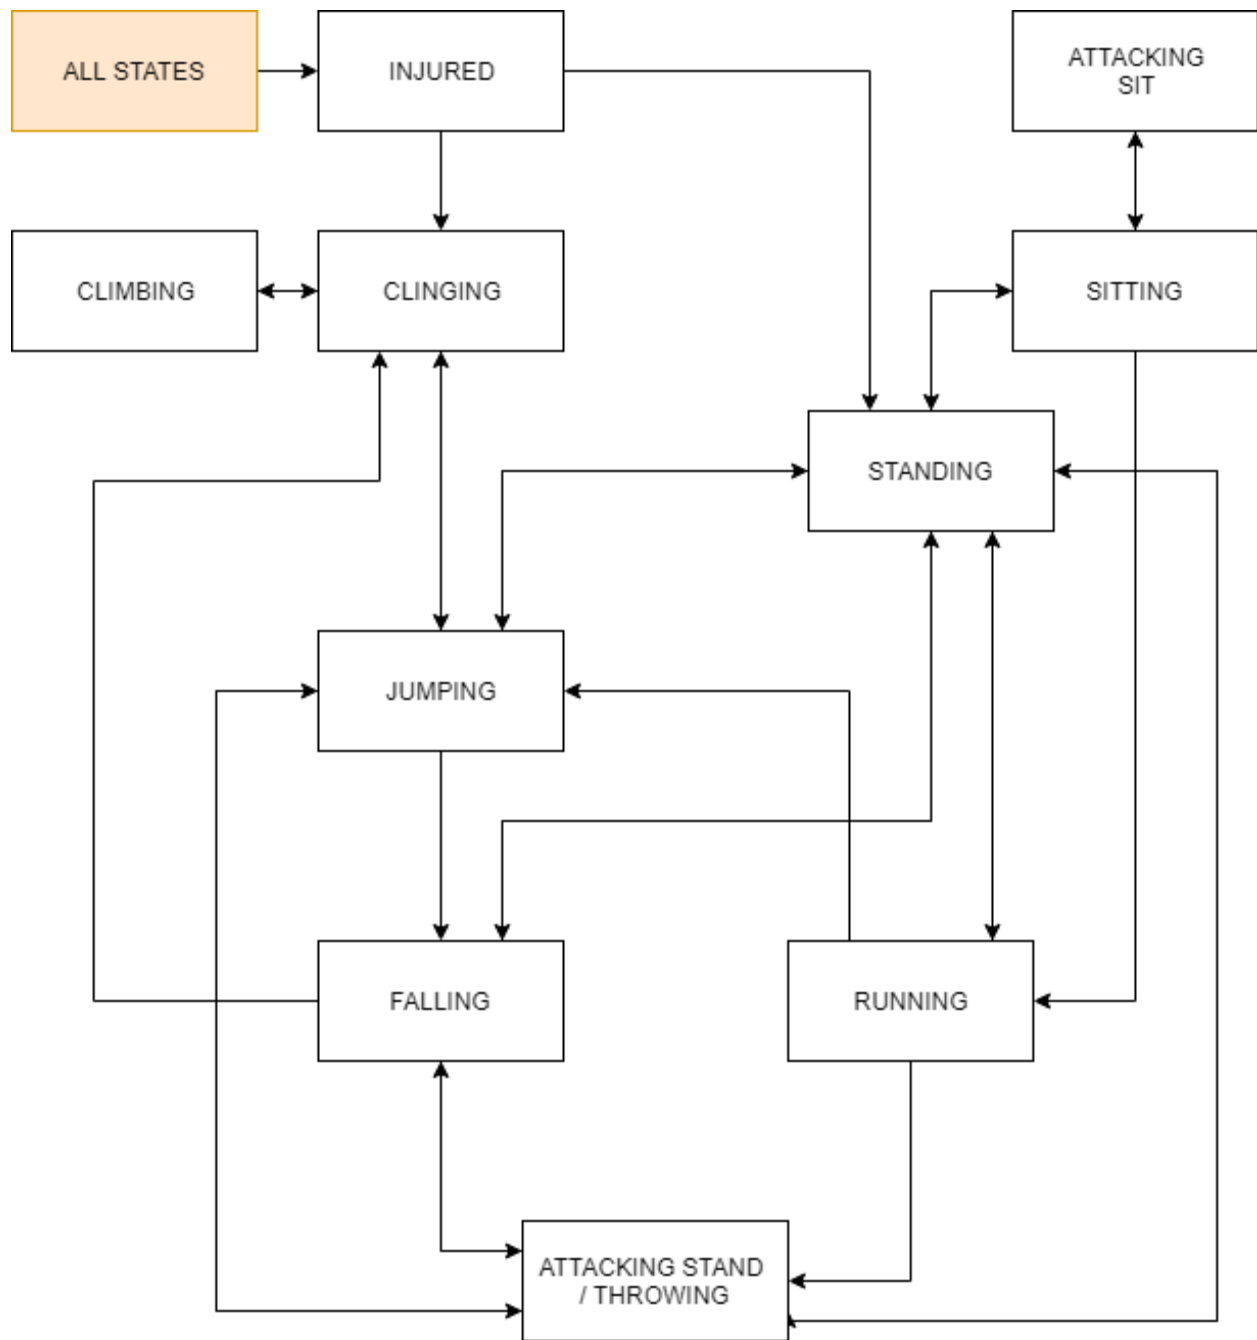 ALL STATES
INJURED
ATTACKING
SIT
CLIMBING
CLINGING
SITTING
STANDING
JUMPING
FALLING
RUNNING
ATTACKING STAND
/ THROWING